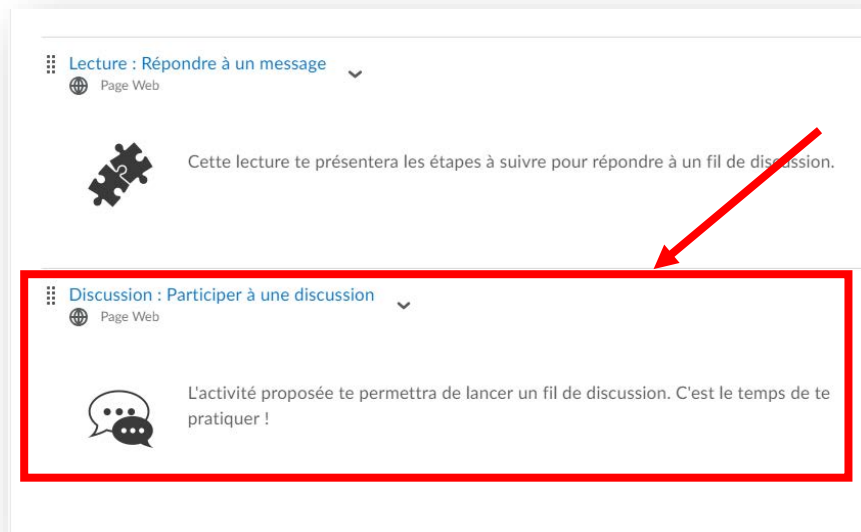 Lecture : Répondre à un message
Page Web
Cette lecture te présentera les étapes à suivre pour répondre à un fil de discussion.
Discussion : Participer à une discussion
Page Web
L'activité proposée te permettra de lancer un fil de discussion. C'est le temps de te
pratiquer !